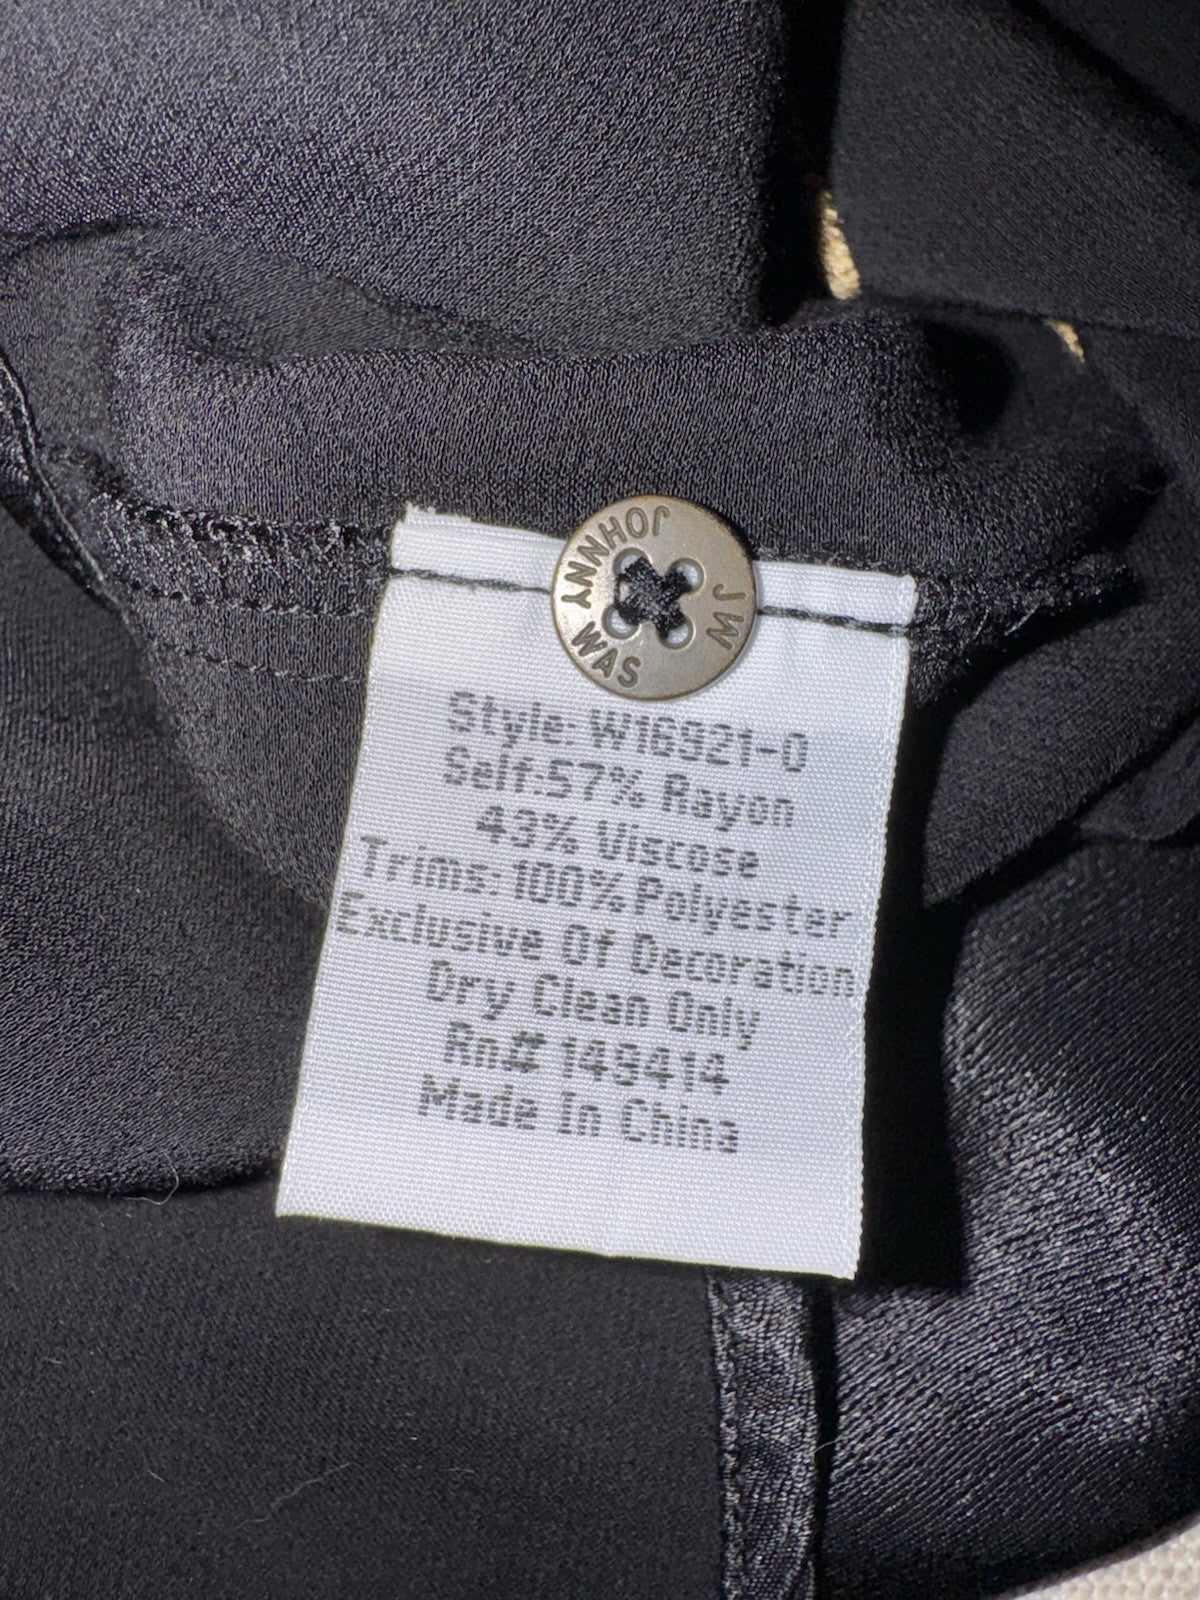 JOHNNY WAS JW
Style: W16921-0
Self:57% Rayon
43% Viscose
Trims: 100% Polyester
Exclusive Of Decoration
Dry Clean Only
Rn# 149414
Made In China